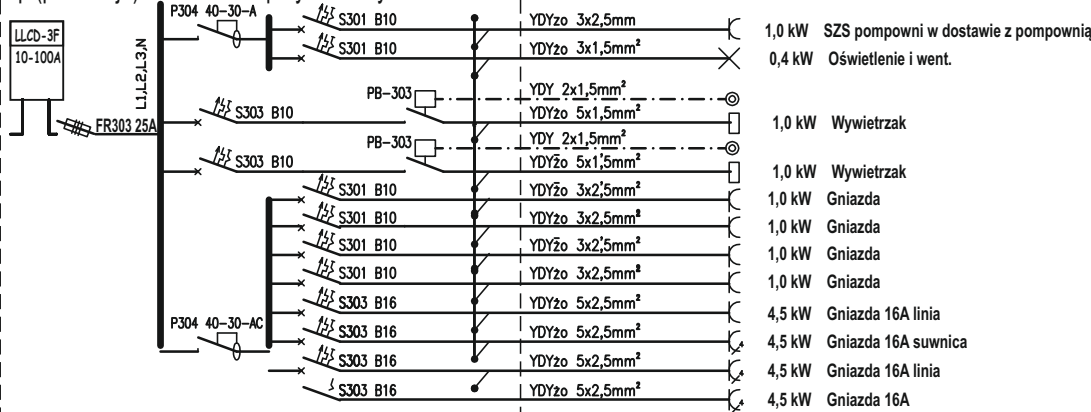 P304 40-30-A S301 B10 YDYżo 3x2,5mm 1,0 kW SZS pompowni w dostawie z pompownią
LLCD-3F
10-100A
S301 B10 YDYżo 3x1,5mm² 0,4 kW Oświetlenie i went.
L1,L2,L3,N
PB-303 YDY 2x1,5mm²
FR303 25A S303 B10 YDYżo 5x1,5mm² 1,0 kW Wywietrzak
PB-303 YDY 2x1,5mm²
S303 B10 YDYżo 5x1,5mm² 1,0 kW Wywietrzak
S301 B10 YDYżo 3x2,5mm² 1,0 kW Gniazda
S301 B10 YDYżo 3x2,5mm² 1,0 kW Gniazda
S301 B10 YDYżo 3x2,5mm² 1,0 kW Gniazda
S301 B10 YDYżo 3x2,5mm² 1,0 kW Gniazda
S303 B16 YDYżo 5x2,5mm² 4,5 kW Gniazda 16A linia
P304 40-30-AC S303 B16 YDYżo 5x2,5mm² 4,5 kW Gniazda 16A suwnica
S303 B16 YDYżo 5x2,5mm² 4,5 kW Gniazda 16A linia
S303 B16 YDYżo 5x2,5mm² 4,5 kW Gniazda 16A